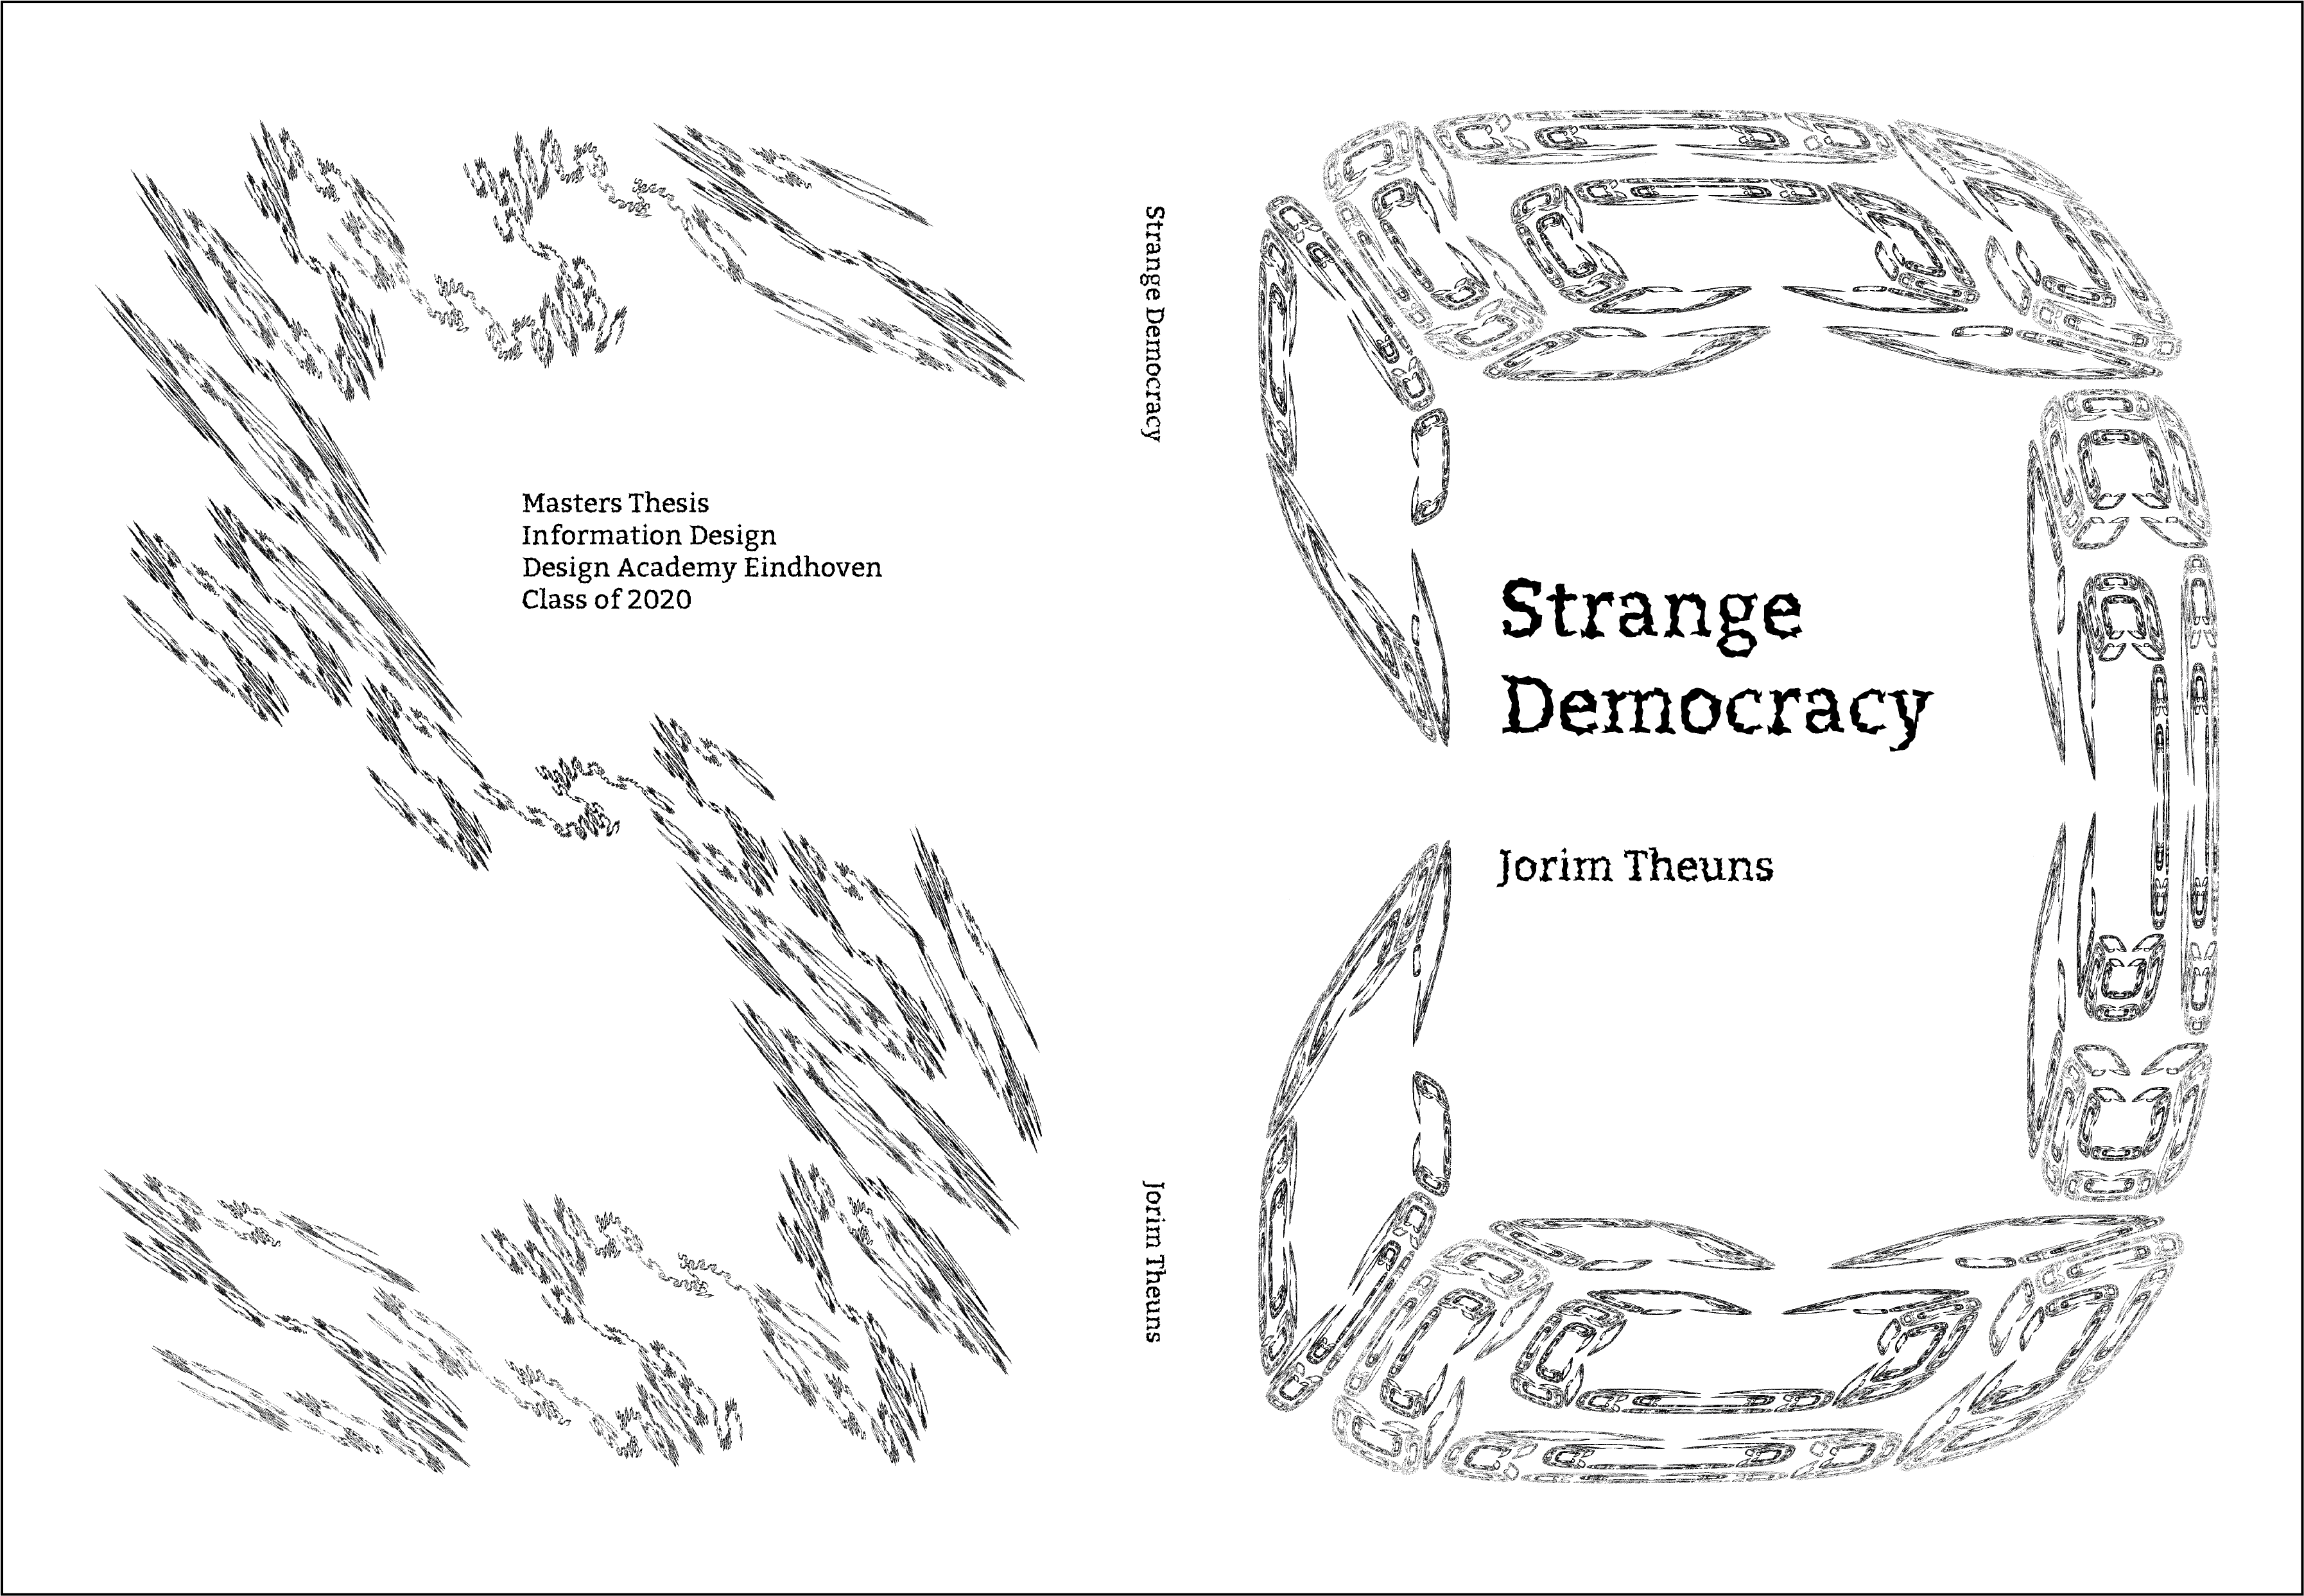 Masters Thesis
Information Design
Design Academy Eindhoven
Class of 2020
Strange Democracy
Jorim Theuns
Strange
Democracy
Jorim Theuns